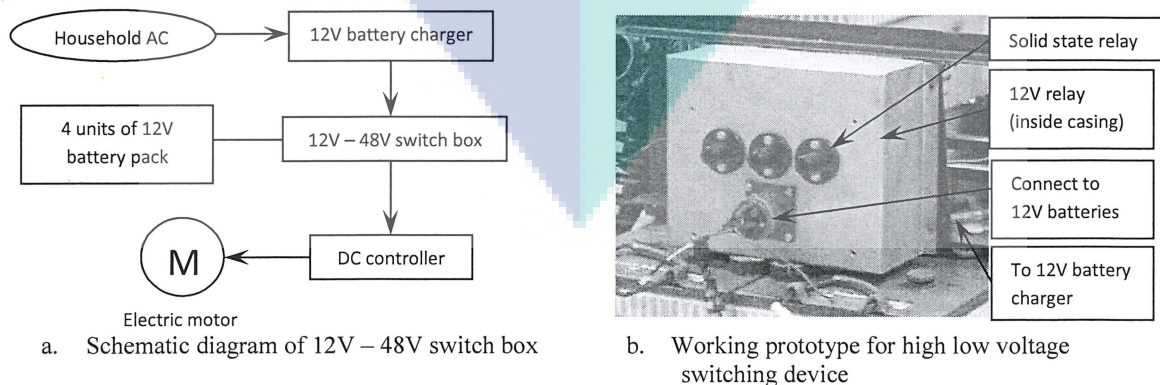 Household AC
12V battery charger
4 units of 12V
battery pack
12V – 48V switch box
DC controller
M
Electric motor
a. Schematic diagram of 12V – 48V switch box
Solid state relay
12V relay
(inside casing)
Connect to
12V batteries
To 12V battery
charger
b. Working prototype for high low voltage
switching device